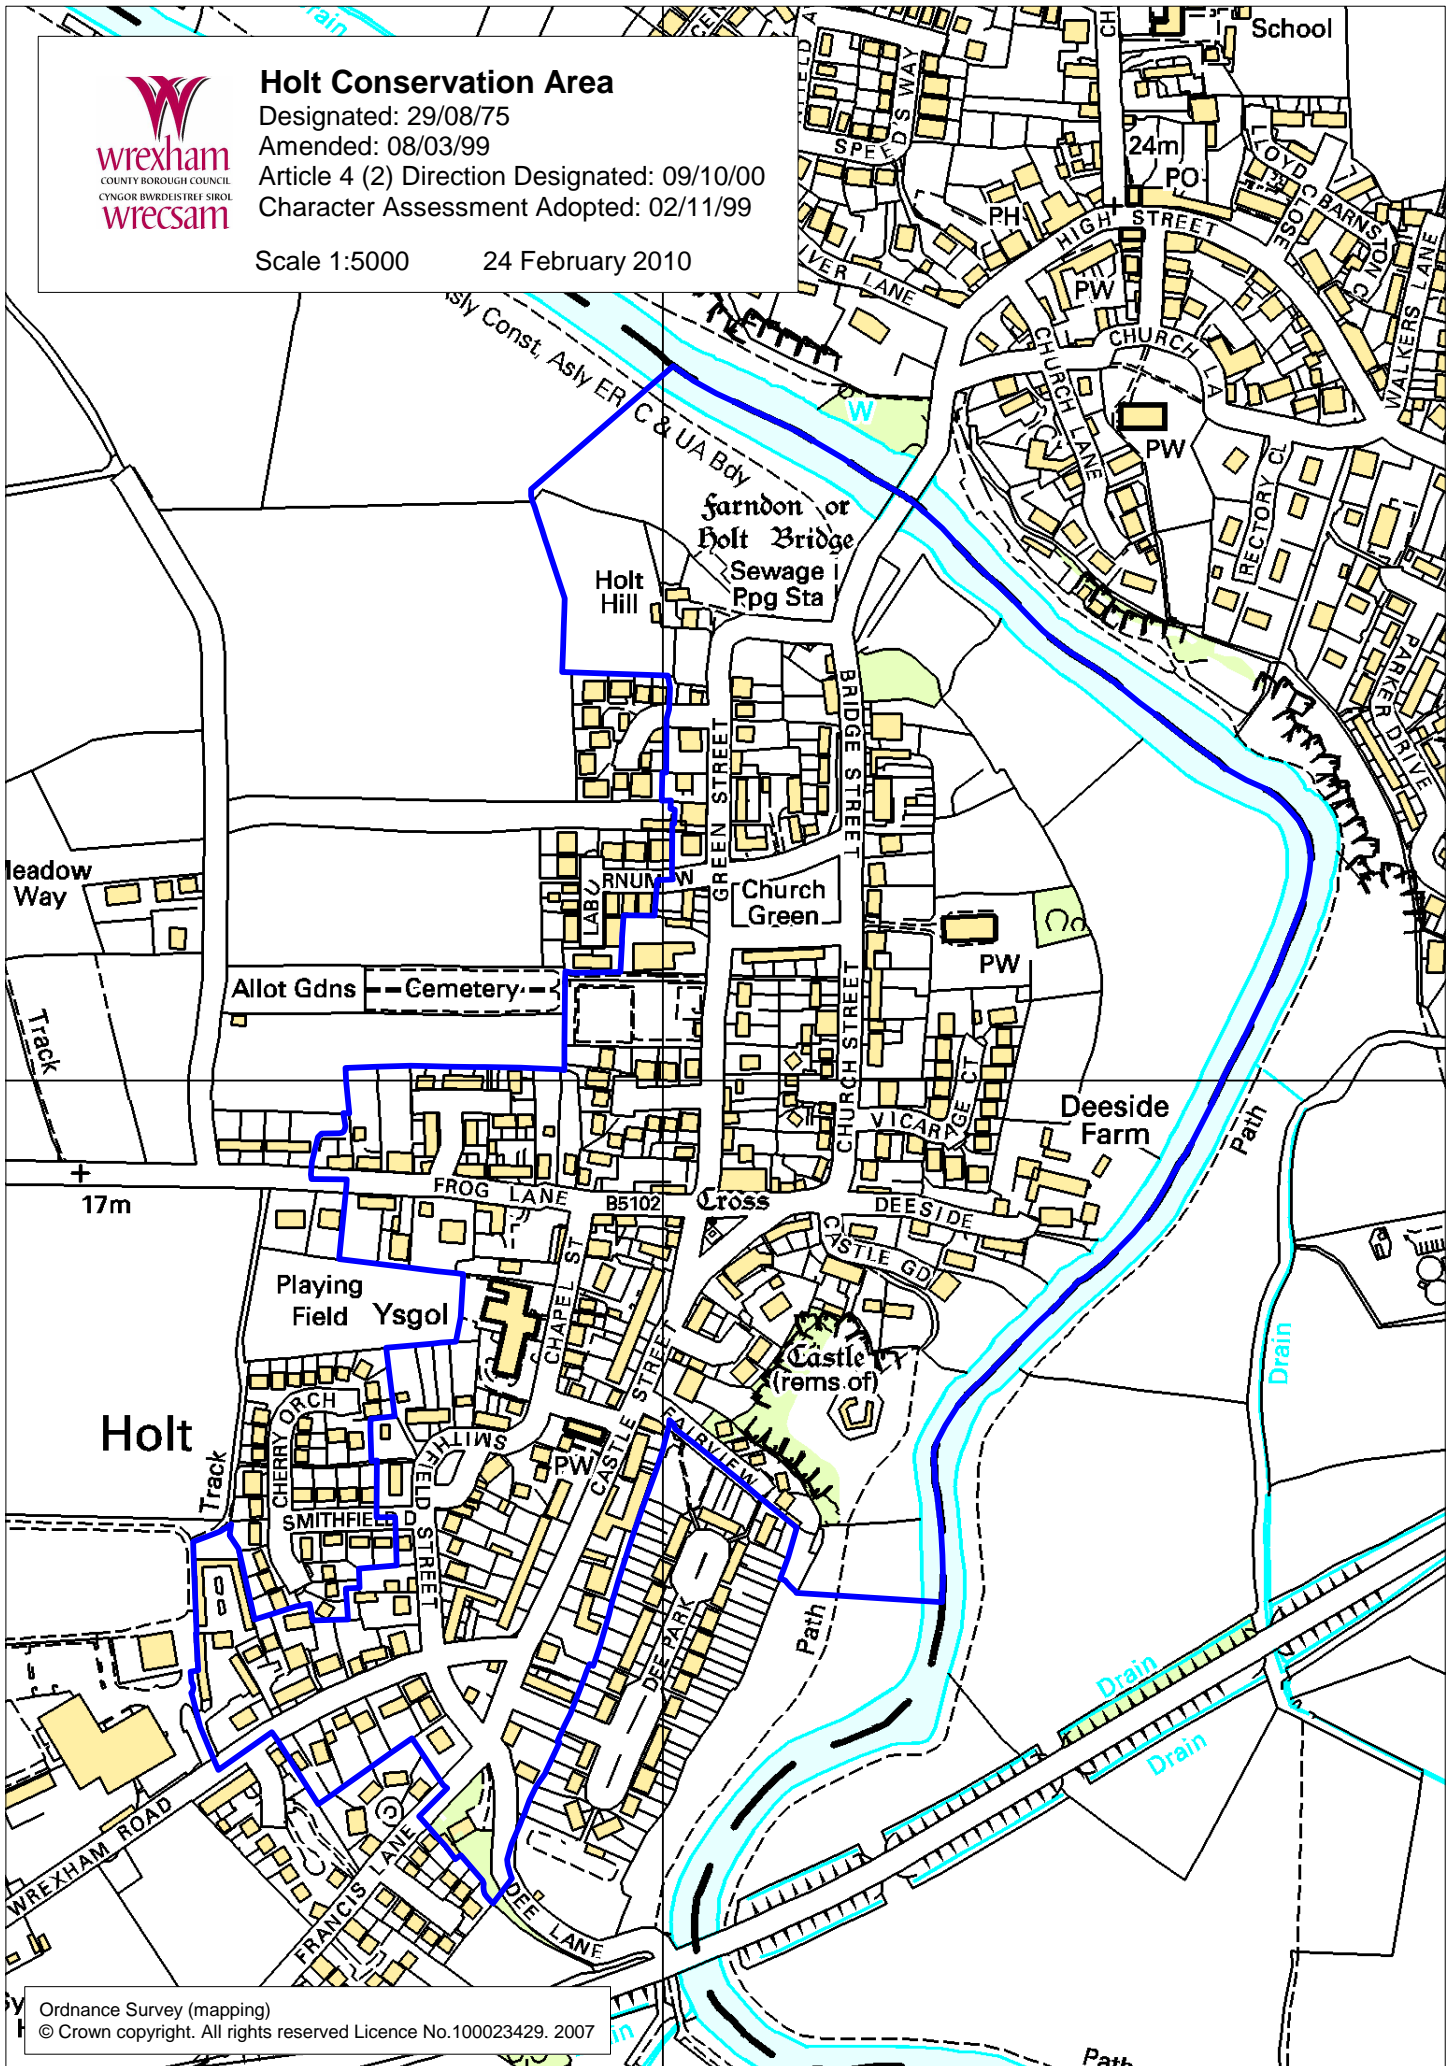 Holt Conservation Area
Designated: 29/08/75
Amended: 08/03/99
Article 4 (2) Direction Designated: 09/10/00
Character Assessment Adopted: 02/11/99
Scale 1:5000 24 February 2010
wrexham
COUNTY BOROUGH COUNCIL
CYNGOR BWRDEISTREF SIROL
wrecsam
Drain
School
SPEED'S WAY
24m
PO
LLOYD CLOSE
BARNSTON C
WALKERS LANE
PH
HIGH STREET
PW
CHURCH LANE
CHURCH LA
PW
RECTORY CL
PARKER DRIVE
Const, Asly ER, C & UA Bdy
W
Farndon or
Holt Bridge
Sewage
Ppg Sta
Holt
Hill
BRIDGE STREET
GREEN STREET
Way
LABURNUM W
Church
Green
PW
Allot Gdns
Cemetery
Track
CHURCH STREET
VICARAGE CT
Deeside
Farm
Path
17m
FROG LANE
B5102
Cross
DEESIDE
CASTLE GD
Playing
Field
Ysgol
CHAPEL ST
CASTLE STREET
Castle
(rems of)
Drain
Holt
CHERRY ORCH
SMITHFIELD
PW
FAIRVIEW
Track
SMITHFIELD
STREET
DEE PARK
Path
Drain
Drain
WREXHAM ROAD
FRANCIS LANE
DEE LANE
Path
Ordnance Survey (mapping)
© Crown copyright. All rights reserved Licence No.100023429. 2007